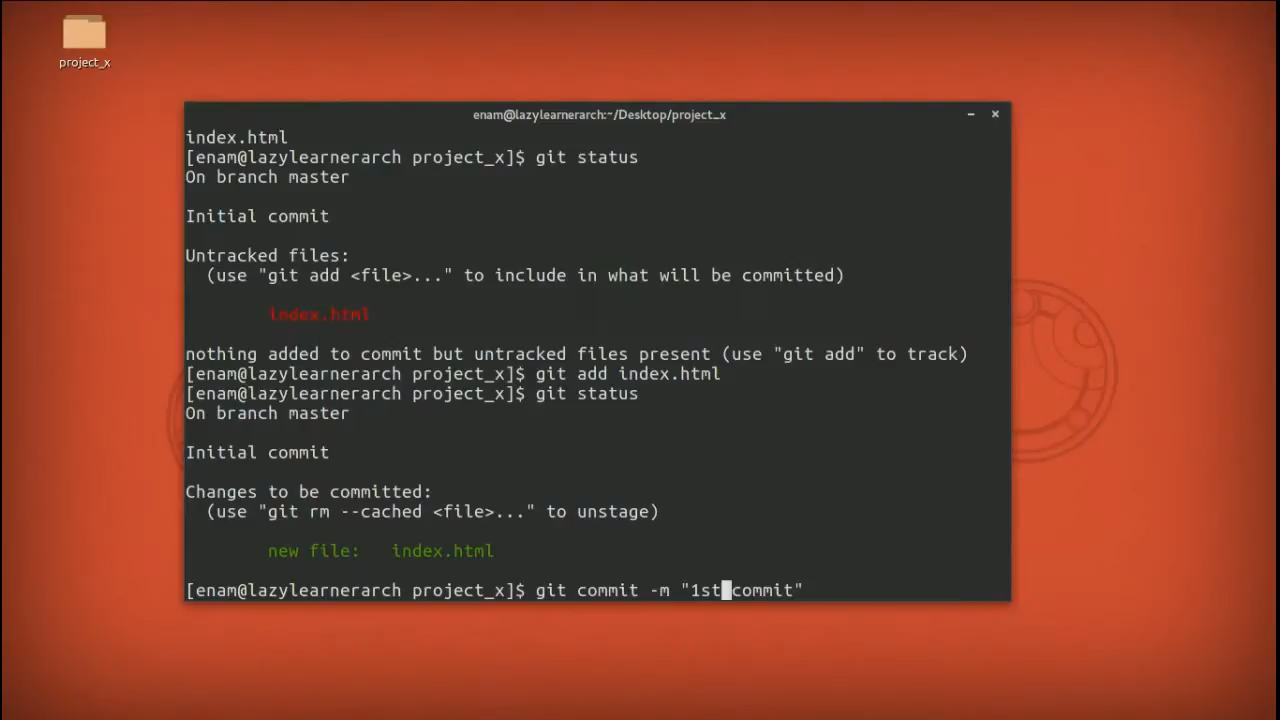 project_x
enam@lazylearnerarch:~/Desktop/project_x
index.html
[enam@lazylearnerarch project_x]$ git status
On branch master
Initial commit
Untracked files:
(use "git add <file>..." to include in what will be committed)
index.html
nothing added to commit but untracked files present (use "git add" to track)
[enam@lazylearnerarch project_x]$ git add index.html
[enam@lazylearnerarch project_x]$ git status
On branch master
Initial commit
Changes to be committed:
(use "git rm --cached <file>..." to unstage)
new file:   index.html
[enam@lazylearnerarch project_x]$ git commit -m "1st commit"